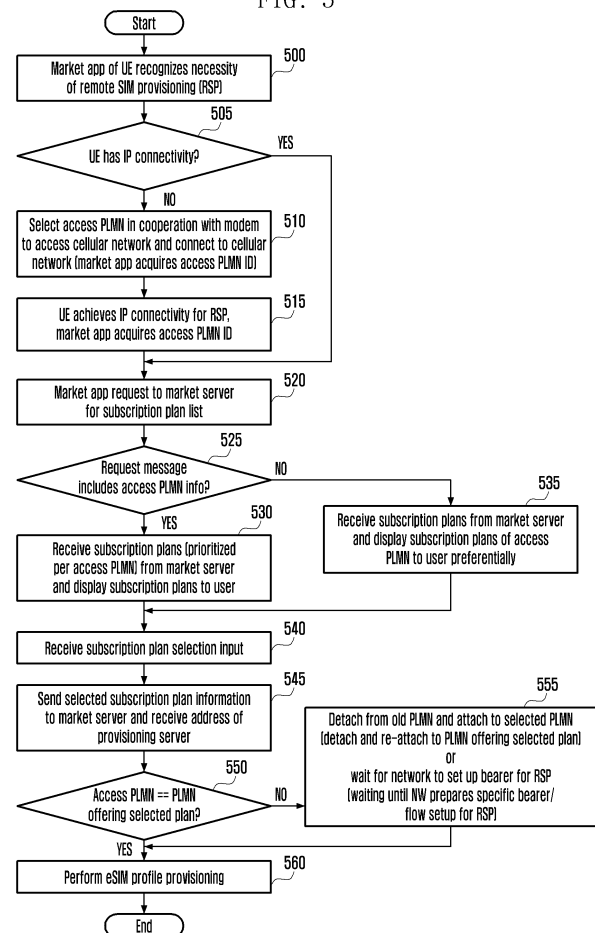 FIG. 5
Start
500
Market app of UE recognizes necessity
of remote SIM provisioning (RSP)
505
UE has IP connectivity?
YES
NO
510
Select access PLMN in cooperation with modem
to access cellular network and connect to cellular
network (market app acquires access PLMN ID)
515
UE achieves IP connectivity for RSP,
market app acquires access PLMN ID
520
Market app request to market server
for subscription plan list
525
Request message
includes access PLMN info?
NO
YES
530
Receive subscription plans (prioritized
per access PLMN) from market server
and display subscription plans to user
535
Receive subscription plans from market server
and display subscription plans of access
PLMN to user preferentially
540
Receive subscription plan selection input
545
Send selected subscription plan information
to market server and receive address of
provisioning server
550
Access PLMN == PLMN
offering selected plan?
NO
YES
555
Detach from old PLMN and attach to selected PLMN
(detach and re-attach to PLMN offering selected plan)
or
wait for network to set up bearer for RSP
(waiting until NW prepares specific bearer/
flow setup for RSP)
560
Perform eSIM profile provisioning
End